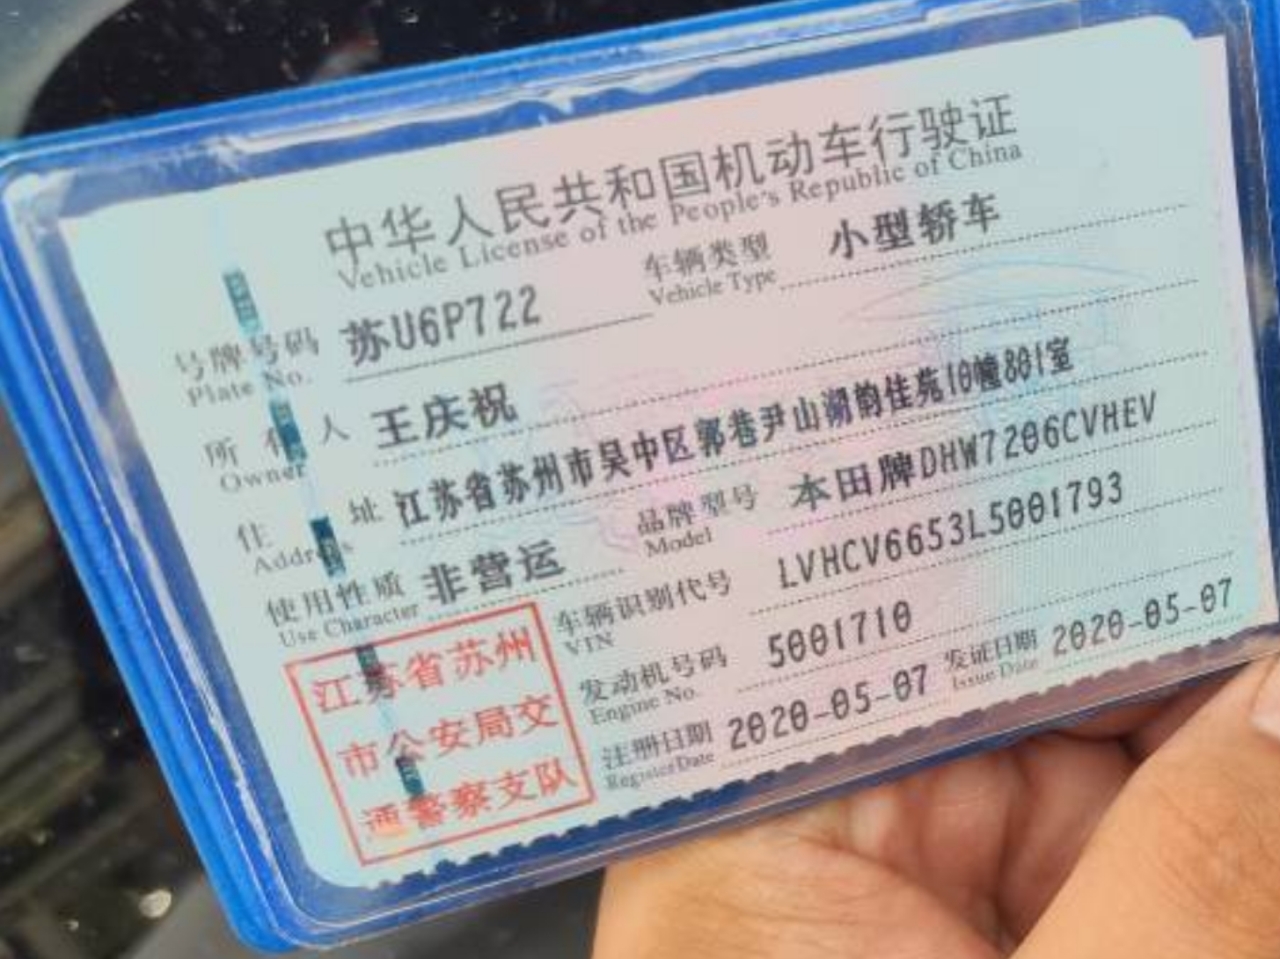 中华人民共和国机动车行驶证
Vehicle License of the People's Republic of China
号牌号码 苏U6P722 车辆类型 小型轿车
Plate No. Vehicle Type
所有人 王庆祝
Owner
住址 江苏省苏州市吴中区郭巷尹山湖韵佳苑10幢801室
Address
使用性质 非营运 品牌型号 本田牌DHW7206CVHEV
Use Character Model
车辆识别代号 LVHCV6653L5001793
VIN
发动机号码 5001710
Engine No.
注册日期 2020-05-07 发证日期 2020-05-07
Register Date Issue Date
江苏省苏州
市公安局交
通警察支队